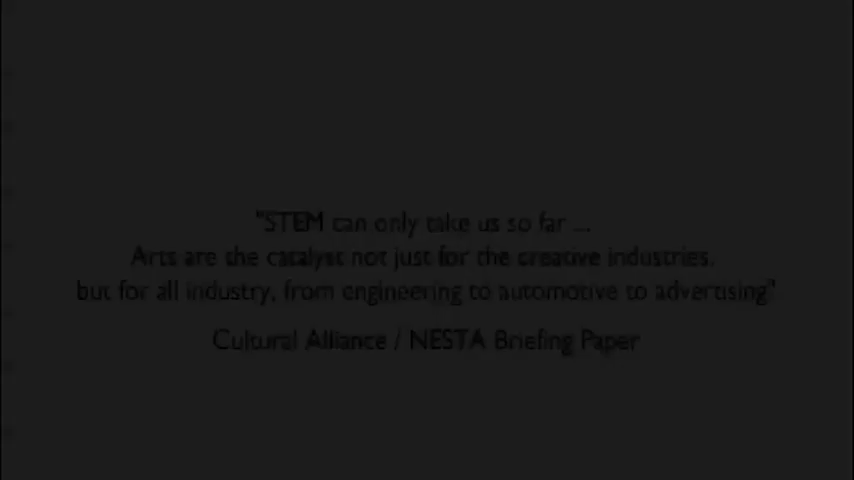 "STEM can only take us so far ...
Arts are the catalyst not just for the creative industries,
but for all industry, from engineering to automotive to advertising"
Cultural Alliance / NESTA Briefing Paper